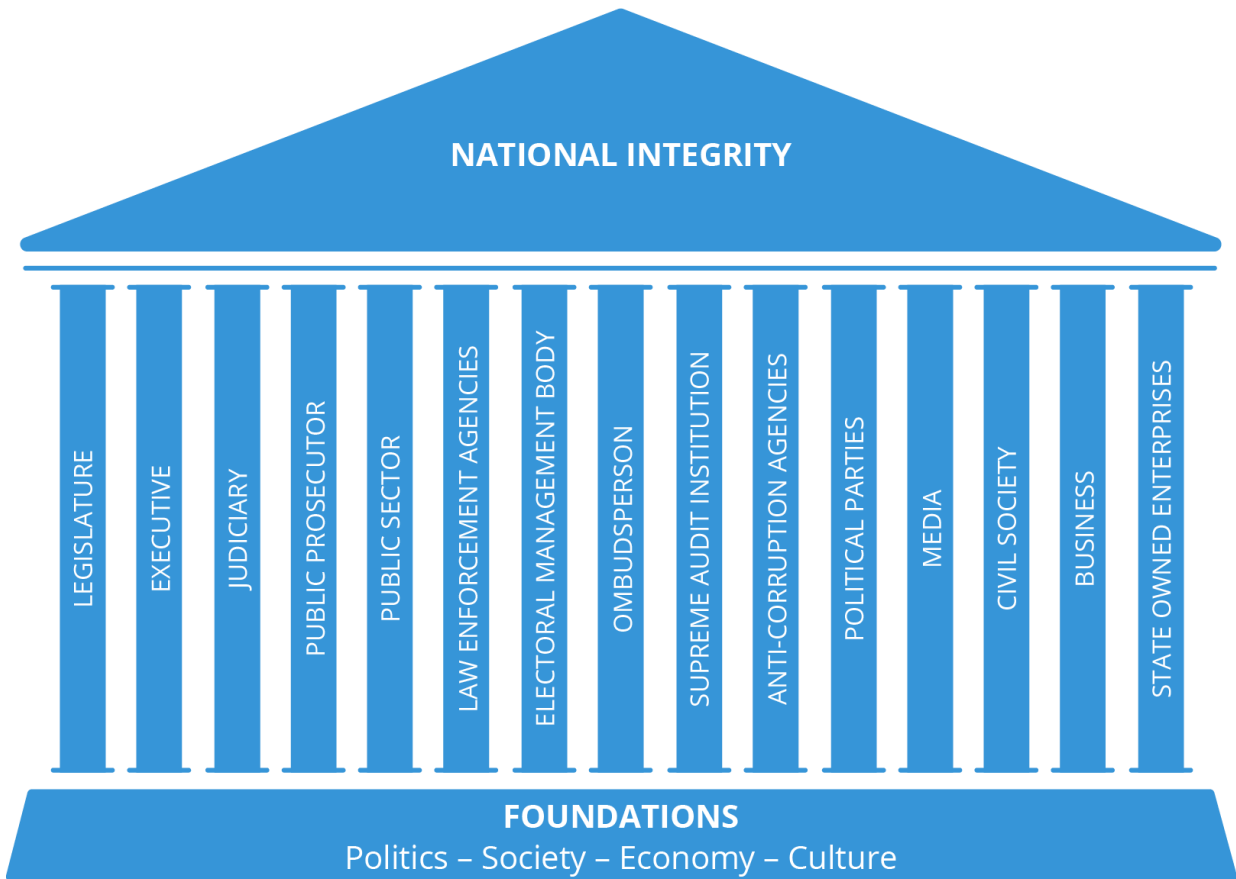 NATIONAL INTEGRITY
LEGISLATURE
EXECUTIVE
JUDICIARY
PUBLIC PROSECUTOR
PUBLIC SECTOR
LAW ENFORCEMENT AGENCIES
ELECTORAL MANAGEMENT BODY
OMBUDSPERSON
SUPREME AUDIT INSTITUTION
ANTI-CORRUPTION AGENCIES
POLITICAL PARTIES
MEDIA
CIVIL SOCIETY
BUSINESS
STATE OWNED ENTERPRISES
FOUNDATIONS
Politics – Society – Economy – Culture